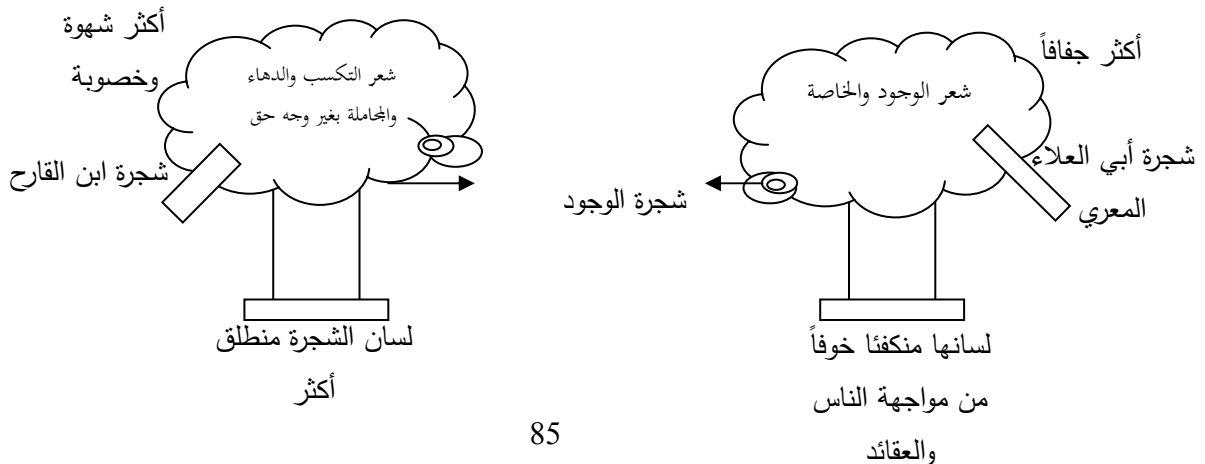 أكثر جفافاً
شعر الوجود والخاصة
شجرة أبي العلاء
المعري
لسانها منكفئا خوفاً
من مواجهة الناس
والعقائد
شجرة الوجود
أكثر شهوة
وخصوبة
شعر التكسب والدهاء
والمجاملة بغير وجه حق
شجرة ابن القارح
لسان الشجرة منطلق
أكثر
85